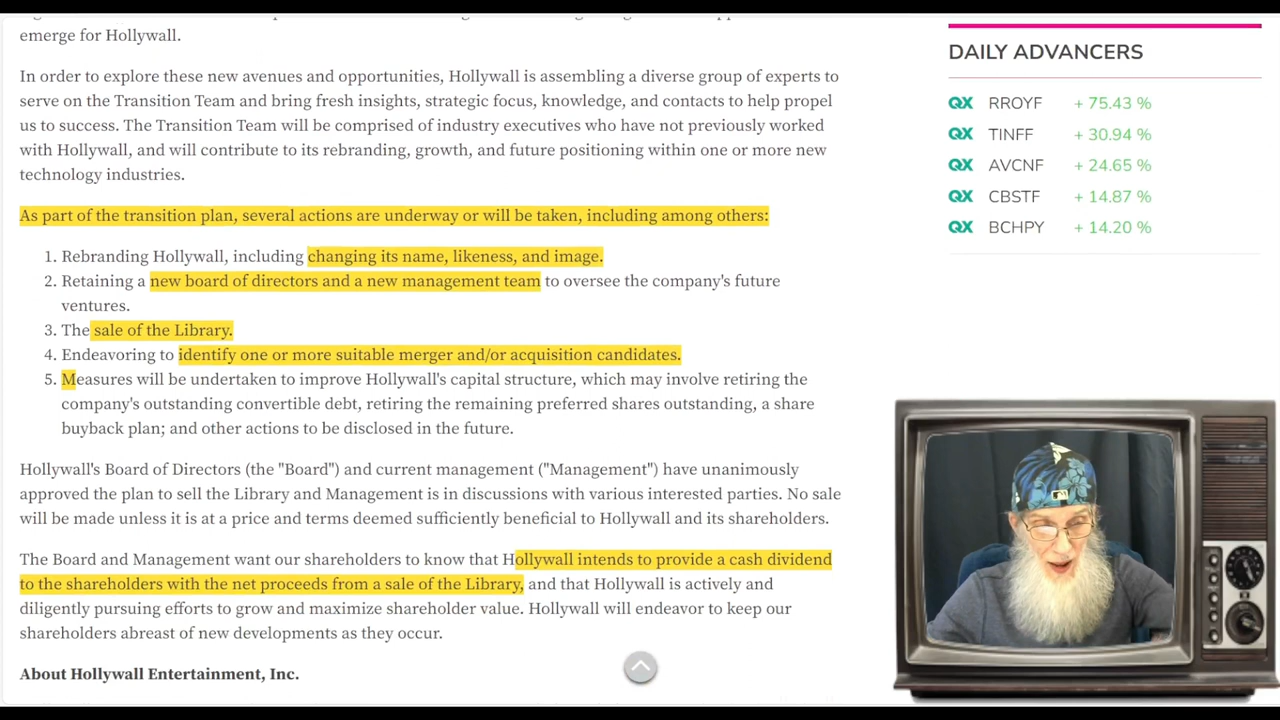 emerge for Hollywall.
In order to explore these new avenues and opportunities, Hollywall is assembling a diverse group of experts to
serve on the Transition Team and bring fresh insights, strategic focus, knowledge, and contacts to help propel
us to success. The Transition Team will be comprised of industry executives who have not previously worked
with Hollywall, and will contribute to its rebranding, growth, and future positioning within one or more new
technology industries.
As part of the transition plan, several actions are underway or will be taken, including among others:
1. Rebranding Hollywall, including changing its name, likeness, and image.
2. Retaining a new board of directors and a new management team to oversee the company's future
ventures.
3. The sale of the Library.
4. Endeavoring to identify one or more suitable merger and/or acquisition candidates.
5. Measures will be undertaken to improve Hollywall's capital structure, which may involve retiring the
company's outstanding convertible debt, retiring the remaining preferred shares outstanding, a share
buyback plan; and other actions to be disclosed in the future.
Hollywall's Board of Directors (the "Board") and current management ("Management") have unanimously
approved the plan to sell the Library and Management is in discussions with various interested parties. No sale
will be made unless it is at a price and terms deemed sufficiently beneficial to Hollywall and its shareholders.
The Board and Management want our shareholders to know that Hollywall intends to provide a cash dividend
to the shareholders with the net proceeds from a sale of the Library, and that Hollywall is actively and
diligently pursuing efforts to grow and maximize shareholder value. Hollywall will endeavor to keep our
shareholders abreast of new developments as they occur.
About Hollywall Entertainment, Inc.
DAILY ADVANCERS
QX RROYF + 75.43 %
QX TINFF + 30.94 %
QX AVCNF + 24.65 %
QX CBSTF + 14.87 %
QX BCHPY + 14.20 %